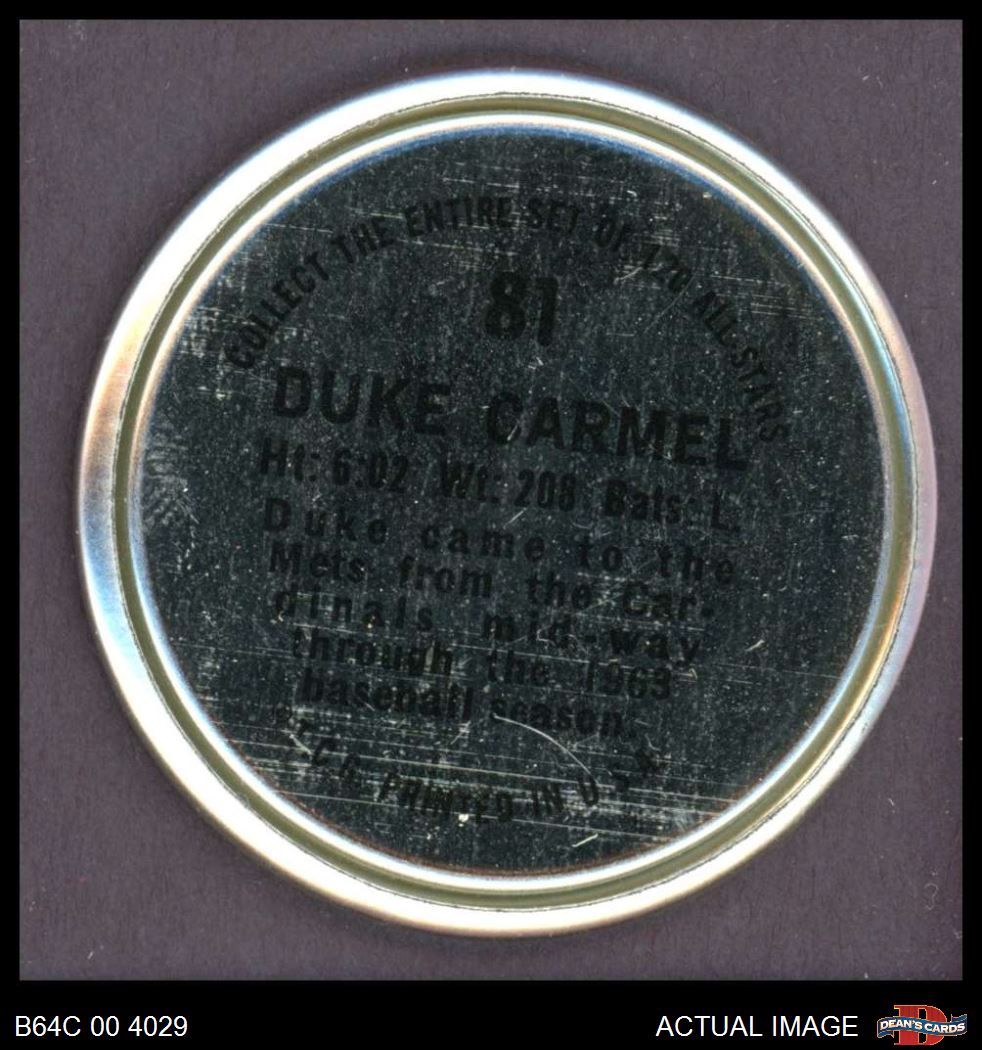 COLLECT THE ENTIRE SET OF 120 ALL-STARS
81
DUKE CARMEL
Ht: 6:02 Wt: 208 Bats: L.
Duke came to the
Mets from the Car-
dinals mid-way
through the 1963
baseball season.
©T.C.G. PRINTED IN U.S.A.
B64C 00 4029
ACTUAL IMAGE
DEAN'S CARDS